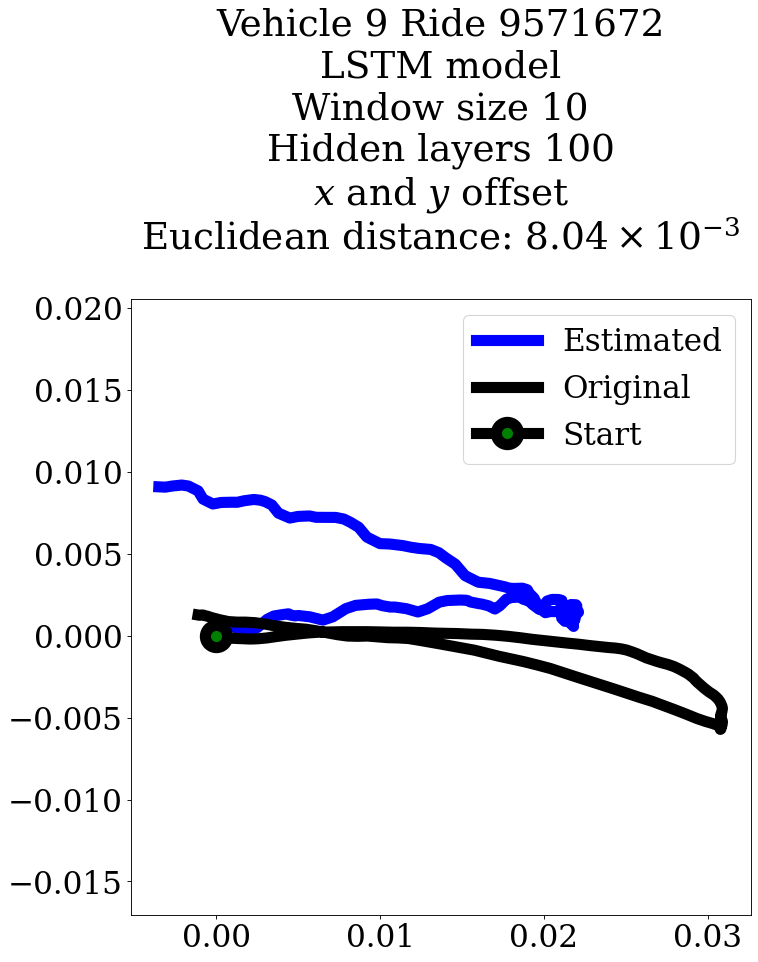 Vehicle 9 Ride 9571672
LSTM model
Window size 10
Hidden layers 100
x and y offset
Euclidean distance: 8.04 × 10⁻³
0.020
0.015
0.010
0.005
0.000
−0.005
−0.010
−0.015
Estimated
Original
Start
0.00 0.01 0.02 0.03